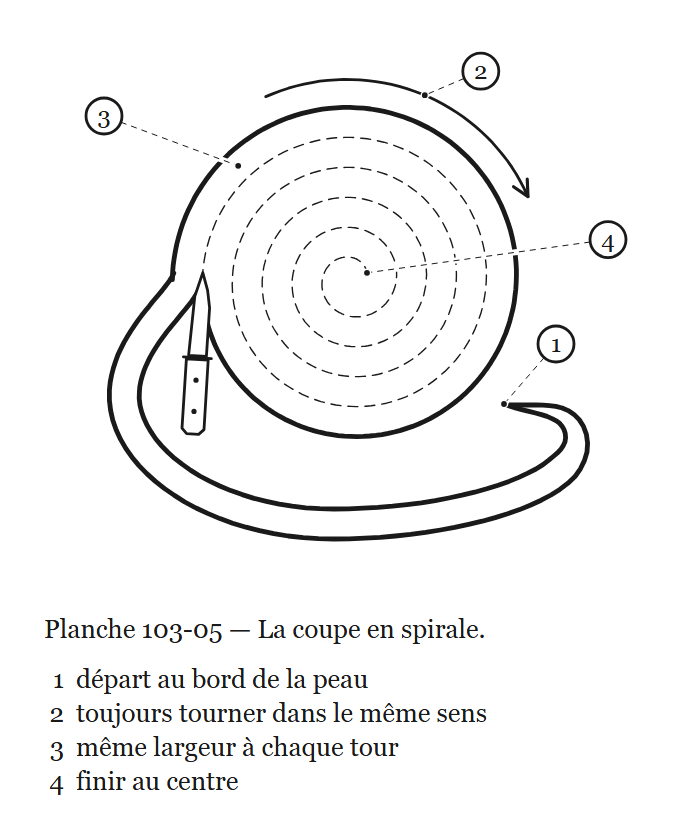 2
3
4
1
Planche 103-05 — La coupe en spirale.
1 départ au bord de la peau
2 toujours tourner dans le même sens
3 même largeur à chaque tour
4 finir au centre